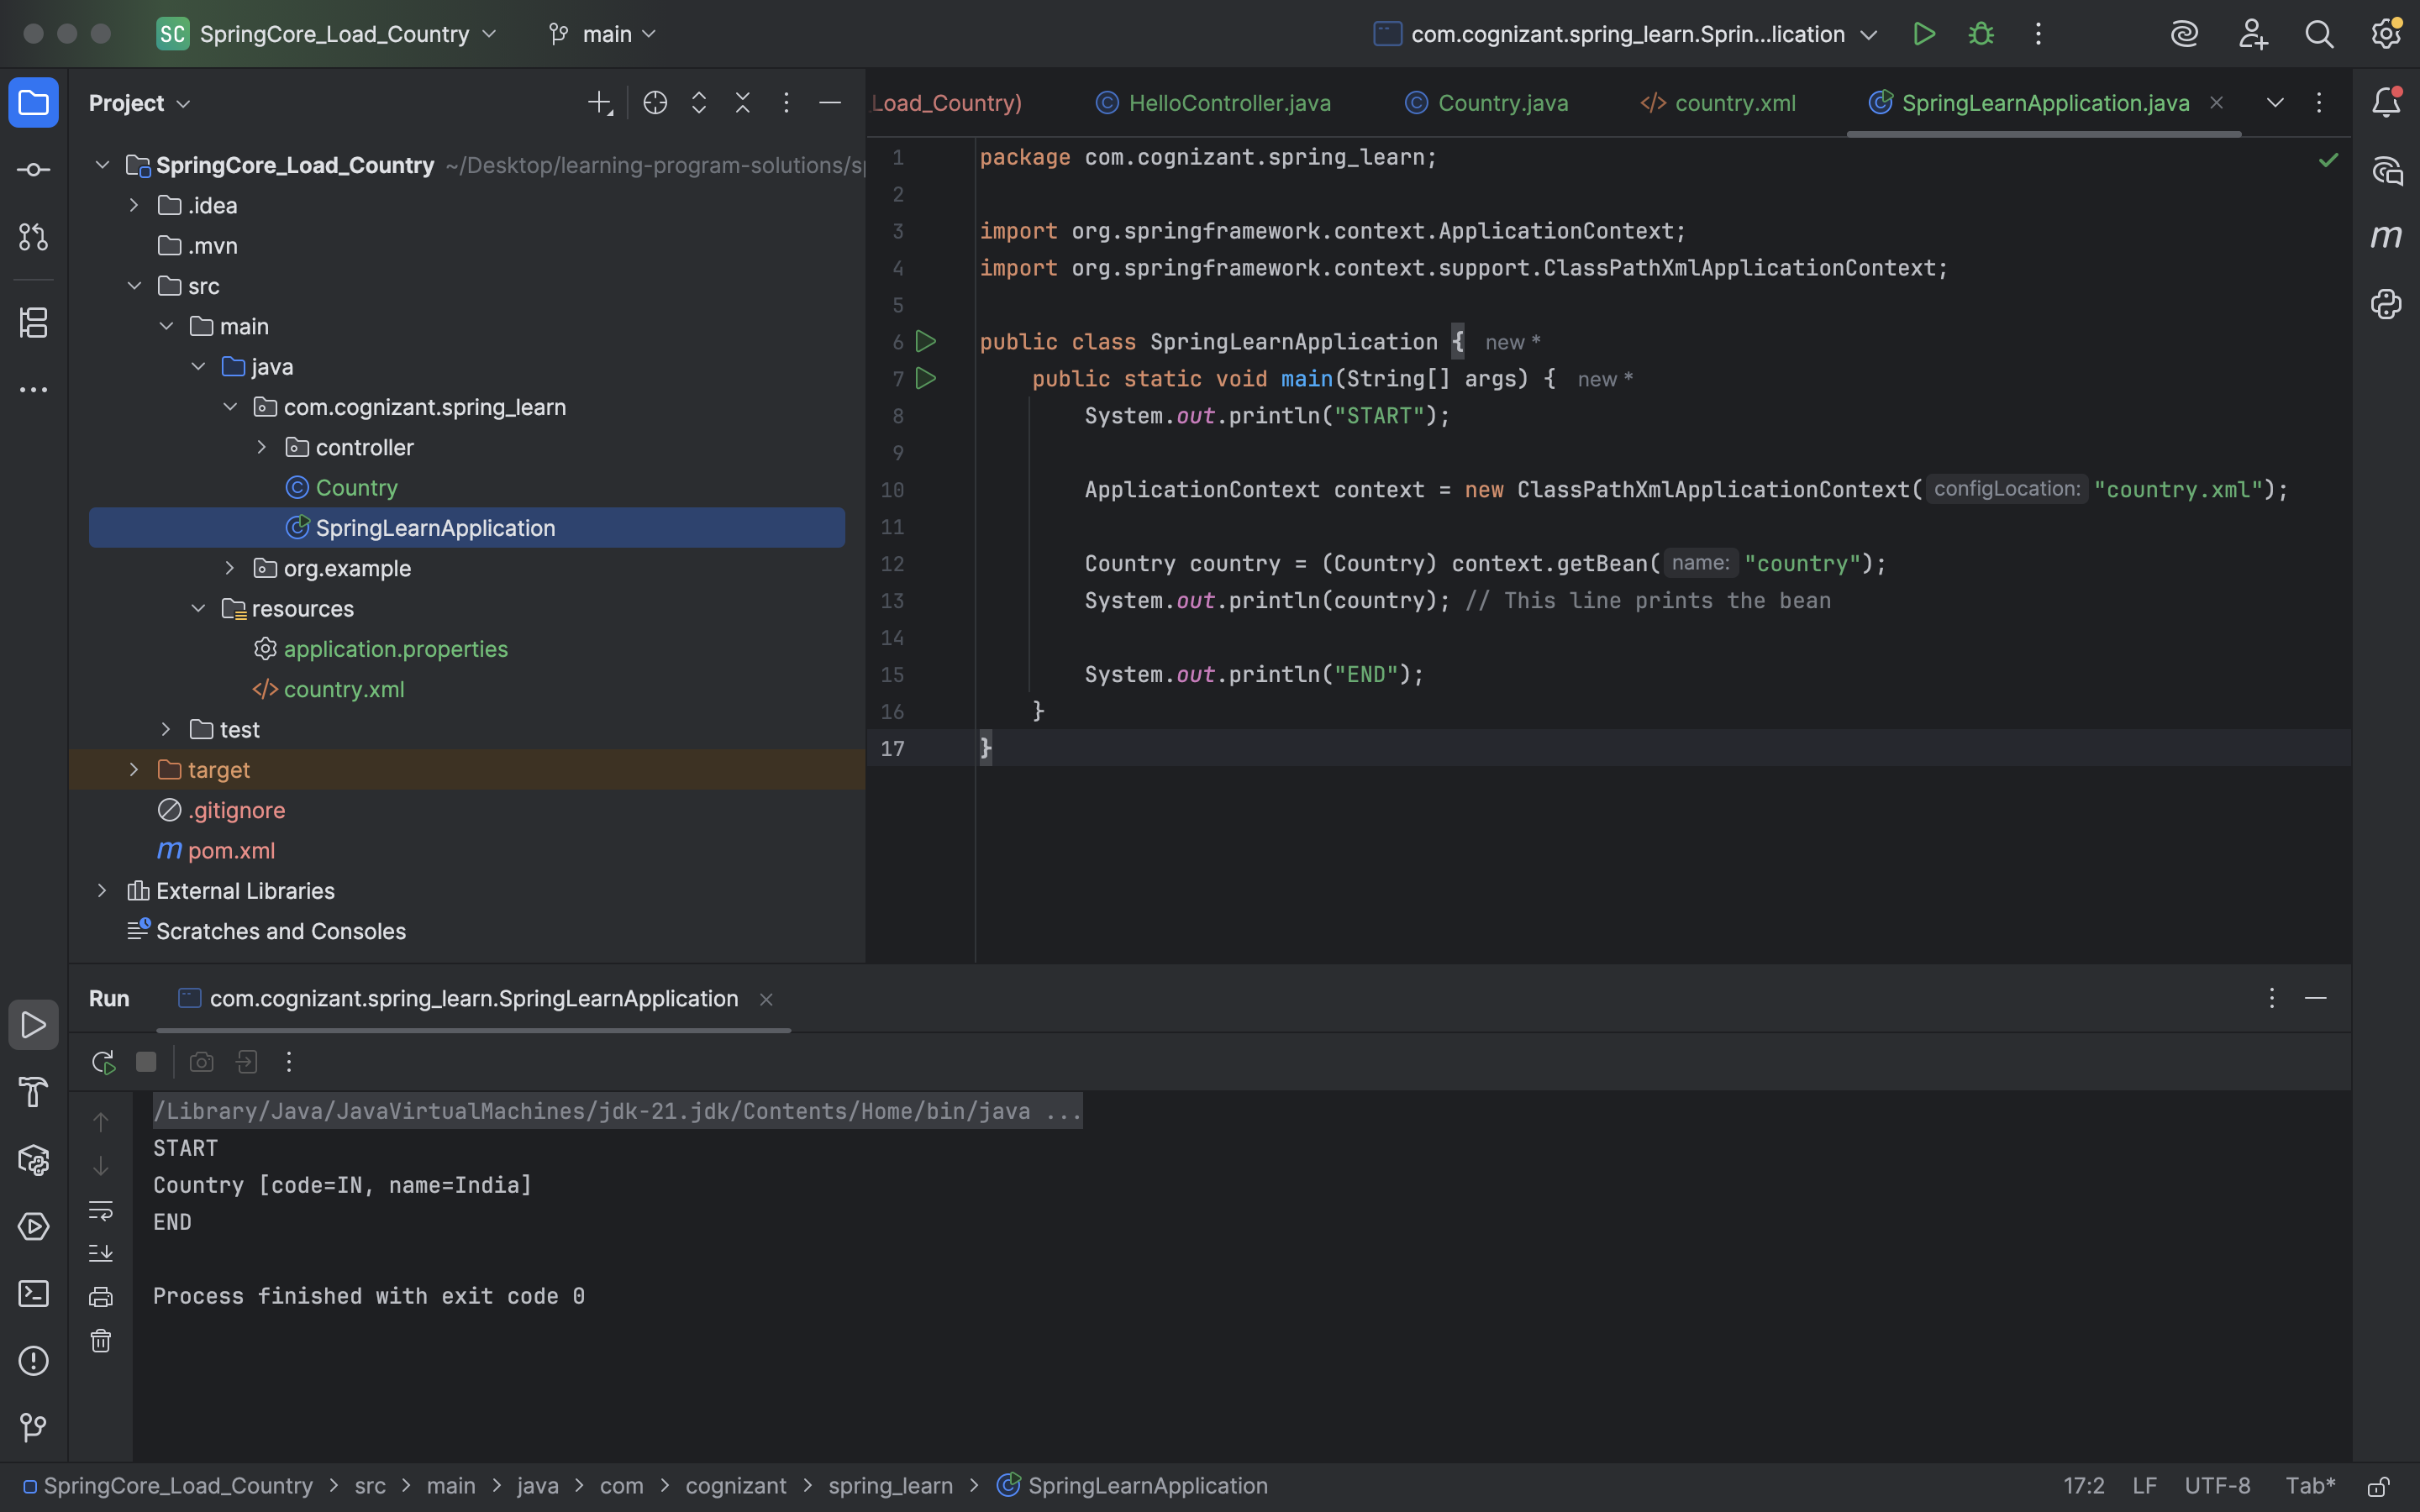 SC SpringCore_Load_Country main com.cognizant.spring_learn.Sprin...lication
Project
Load_Country) HelloController.java Country.java country.xml SpringLearnApplication.java
SpringCore_Load_Country ~/Desktop/learning-program-solutions/
.idea
.mvn
src
main
java
com.cognizant.spring_learn
controller
Country
SpringLearnApplication
org.example
resources
application.properties
country.xml
test
target
.gitignore
pom.xml
External Libraries
Scratches and Consoles
1 package com.cognizant.spring_learn;
2
3 import org.springframework.context.ApplicationContext;
4 import org.springframework.context.support.ClassPathXmlApplicationContext;
5
6 public class SpringLearnApplication { new *
7 public static void main(String[] args) { new *
8 System.out.println("START");
9
10 ApplicationContext context = new ClassPathXmlApplicationContext( configLocation: "country.xml");
11
12 Country country = (Country) context.getBean( name: "country");
13 System.out.println(country); // This line prints the bean
14
15 System.out.println("END");
16 }
17 }
Run com.cognizant.spring_learn.SpringLearnApplication
/Library/Java/JavaVirtualMachines/jdk-21.jdk/Contents/Home/bin/java ...
START
Country [code=IN, name=India]
END
Process finished with exit code 0
SpringCore_Load_Country > src > main > java > com > cognizant > spring_learn > SpringLearnApplication 17:2 LF UTF-8 Tab*